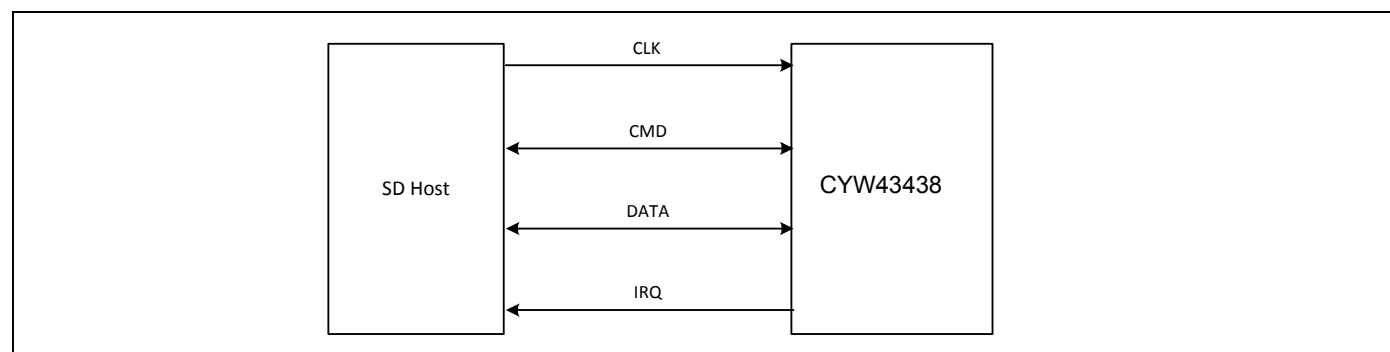 CLK
CMD
SD Host
CYW43438
DATA
IRQ